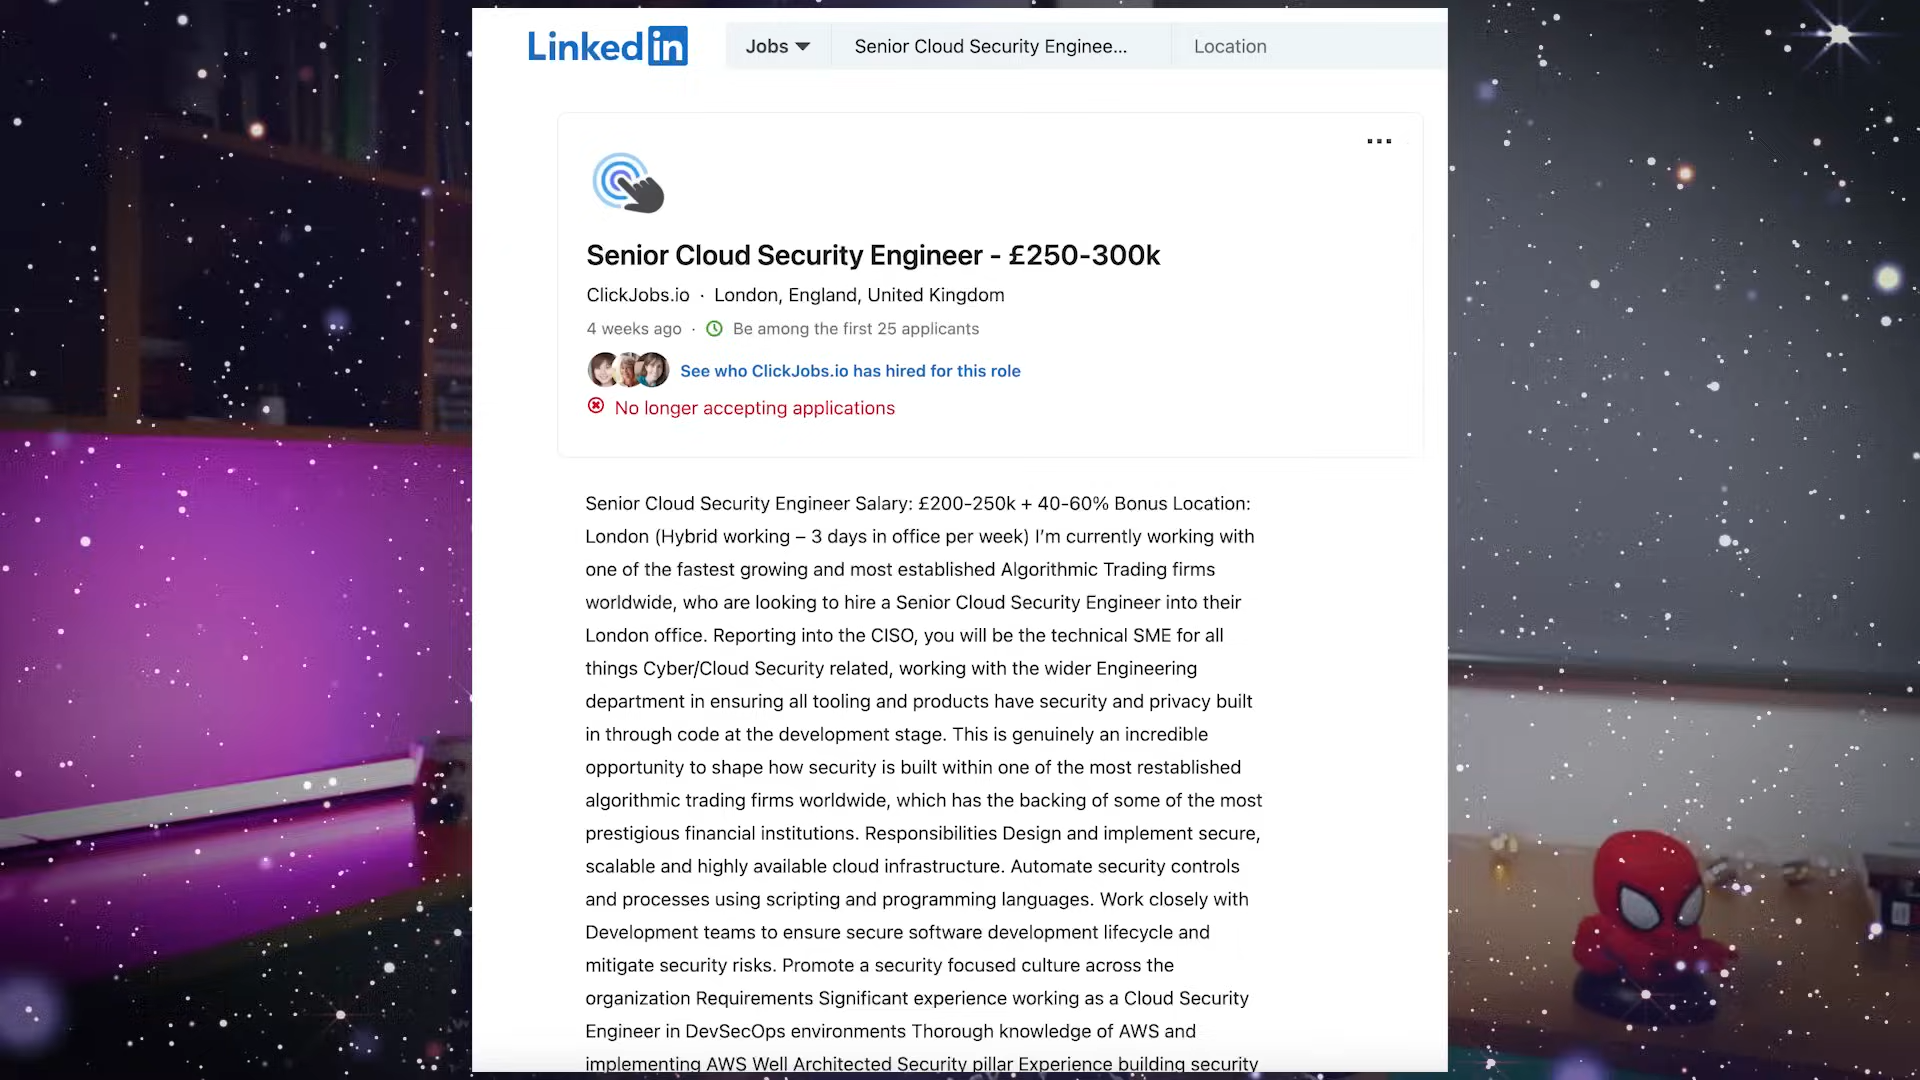 LinkedIn
Jobs
Senior Cloud Security Enginee...
Location
Senior Cloud Security Engineer - £250-300k
ClickJobs.io · London, England, United Kingdom
4 weeks ago · Be among the first 25 applicants
See who ClickJobs.io has hired for this role
No longer accepting applications
Senior Cloud Security Engineer Salary: £200-250k + 40-60% Bonus Location:
London (Hybrid working – 3 days in office per week) I'm currently working with
one of the fastest growing and most established Algorithmic Trading firms
worldwide, who are looking to hire a Senior Cloud Security Engineer into their
London office. Reporting into the CISO, you will be the technical SME for all
things Cyber/Cloud Security related, working with the wider Engineering
department in ensuring all tooling and products have security and privacy built
in through code at the development stage. This is genuinely an incredible
opportunity to shape how security is built within one of the most restablished
algorithmic trading firms worldwide, which has the backing of some of the most
prestigious financial institutions. Responsibilities Design and implement secure,
scalable and highly available cloud infrastructure. Automate security controls
and processes using scripting and programming languages. Work closely with
Development teams to ensure secure software development lifecycle and
mitigate security risks. Promote a security focused culture across the
organization Requirements Significant experience working as a Cloud Security
Engineer in DevSecOps environments Thorough knowledge of AWS and
implementing AWS Well Architected Security pillar Experience building security